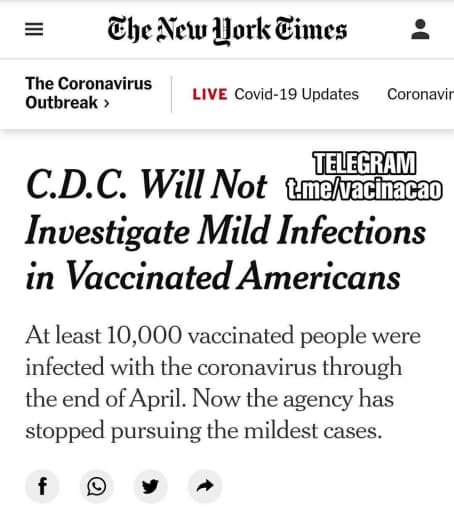 The New York Times
The Coronavirus
Outbreak >
LIVE Covid-19 Updates
Coronavir
TELEGRAM
t.me/vacinacao
C.D.C. Will Not
Investigate Mild Infections
in Vaccinated Americans
At least 10,000 vaccinated people were
infected with the coronavirus through
the end of April. Now the agency has
stopped pursuing the mildest cases.